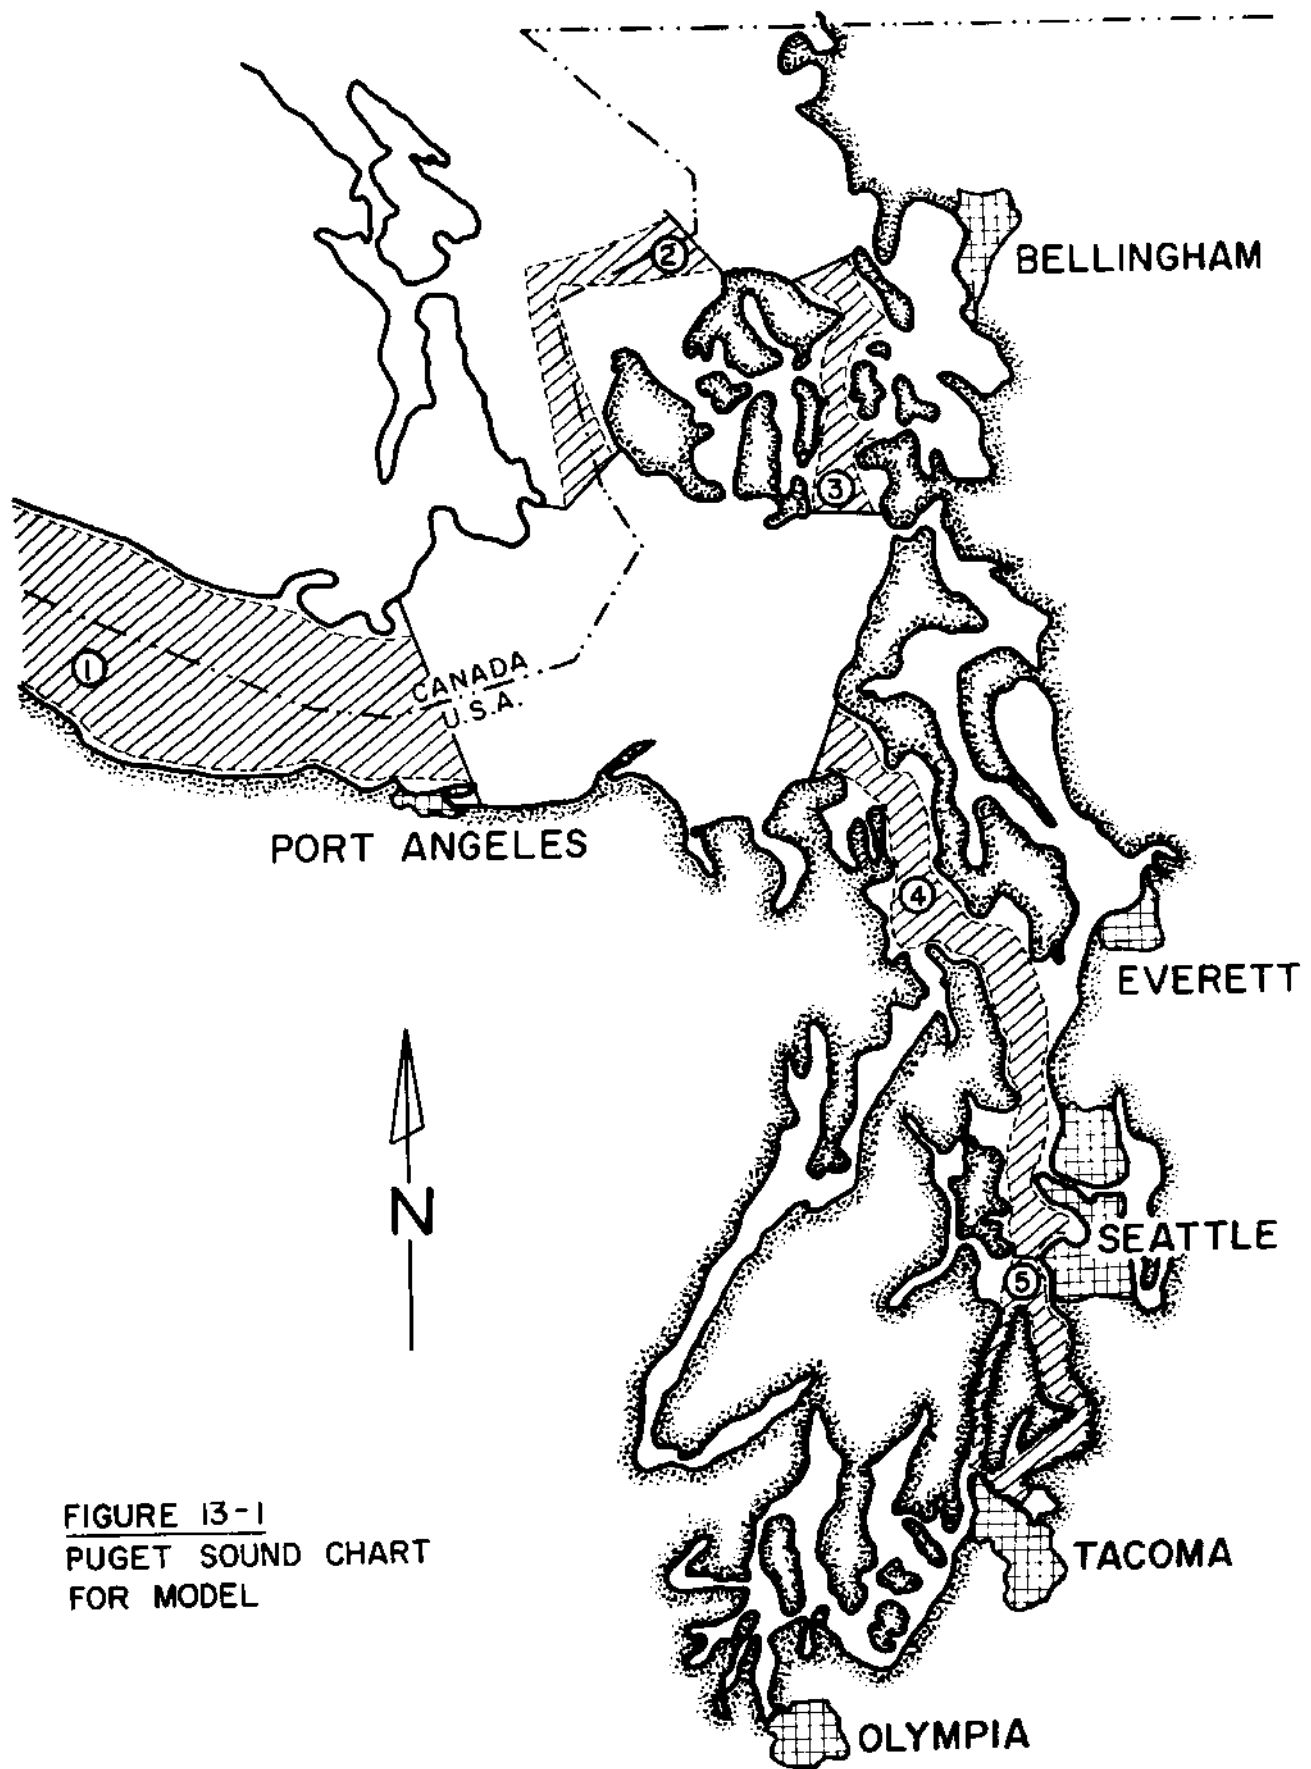 BELLINGHAM
2
3
1
CANADA
U.S.A.
PORT ANGELES
4
EVERETT
N
SEATTLE
5
FIGURE 13-1
PUGET SOUND CHART
FOR MODEL
TACOMA
OLYMPIA